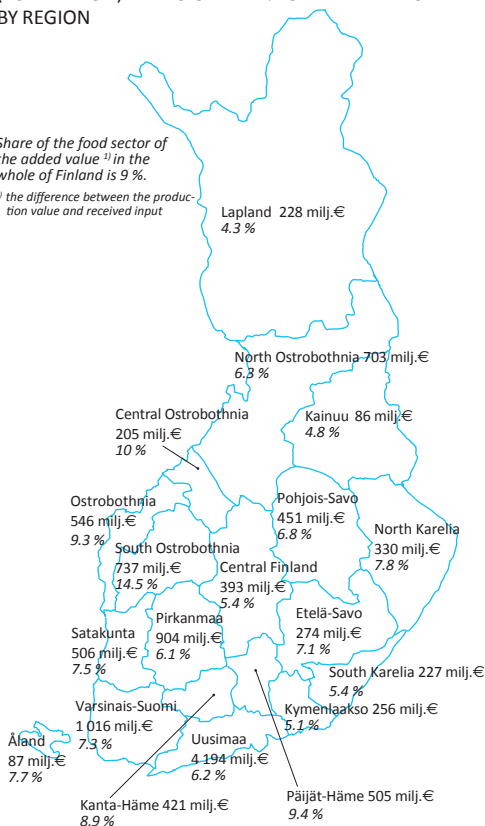 BY REGION
Share of the food sector of
the added value ¹⁾ in the
whole of Finland is 9 %.
¹⁾ the difference between the produc-
tion value and received input
Lapland 228 milj.€
4.3 %
North Ostrobothnia 703 milj.€
6.3 %
Central Ostrobothnia
205 milj.€
10 %
Kainuu 86 milj.€
4.8 %
Ostrobothnia
546 milj.€
9.3 %
Pohjois-Savo
451 milj.€
6.8 %
North Karelia
330 milj.€
7.8 %
South Ostrobothnia
737 milj.€
14.5 %
Central Finland
393 milj.€
5.4 %
Pirkanmaa
904 milj.€
6.1 %
Etelä-Savo
274 milj.€
7.1 %
Satakunta
506 milj.€
7.5 %
South Karelia 227 milj.€
5.4 %
Varsinais-Suomi
1 016 milj.€
7.3 %
Kymenlaakso 256 milj.€
5.1 %
Åland
87 milj.€
7.7 %
Uusimaa
4 194 milj.€
6.2 %
Kanta-Häme 421 milj.€
8.9 %
Päijät-Häme 505 milj.€
9.4 %